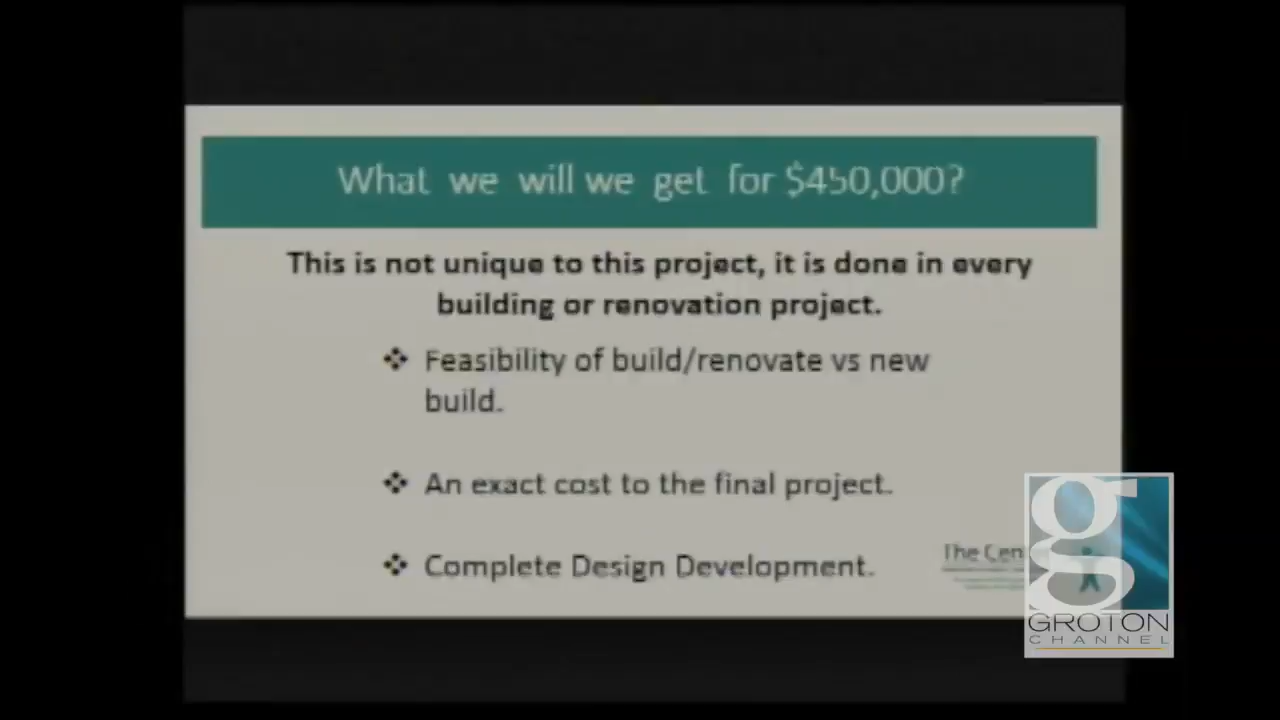 What we will we get for $450,000?
This is not unique to this project, it is done in every
building or renovation project.
❖ Feasibility of build/renovate vs new
build.
❖ An exact cost to the final project.
❖ Complete Design Development.
The
g
GROTON
CHANNEL